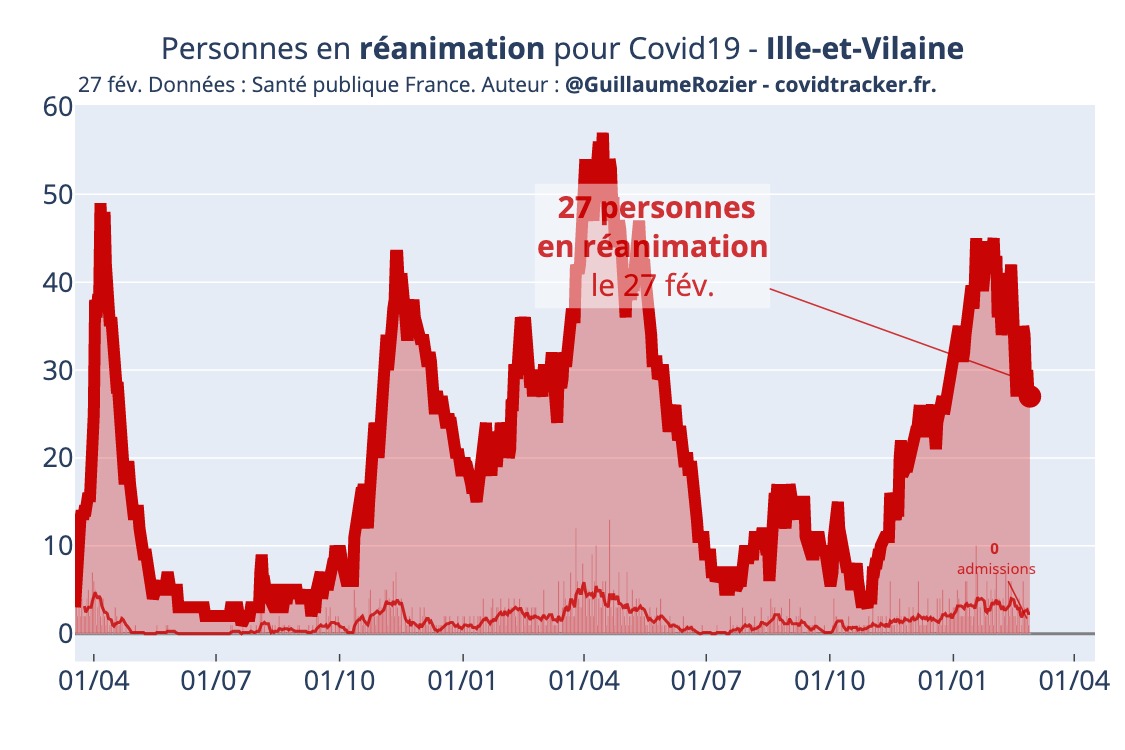 Personnes en réanimation pour Covid19 - Ille-et-Vilaine
27 fév. Données : Santé publique France. Auteur : @GuillaumeRozier - covidtracker.fr.
60
50
40
30
20
10
0
27 personnes
en réanimation
le 27 fév.
0
admissions
01/04 01/07 01/10 01/01 01/04 01/07 01/10 01/01 01/04